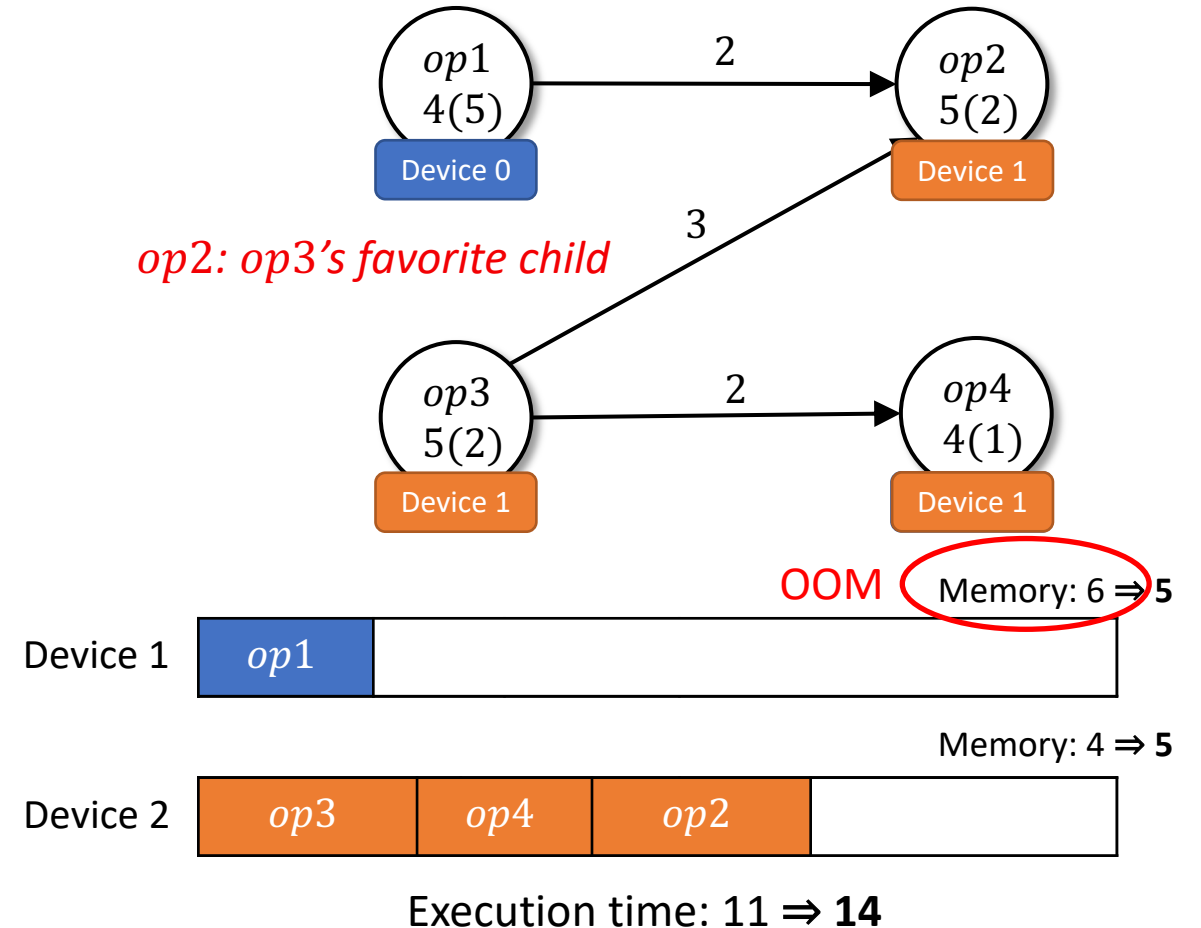 op1
4(5)
Device 0
2
op2
5(2)
Device 1
3
op2: op3's favorite child
op3
5(2)
Device 1
2
op4
4(1)
Device 1
OOM
Memory: 6 ⇒ 5
Device 1
op1
Memory: 4 ⇒ 5
Device 2
op3
op4
op2
Execution time: 11 ⇒ 14